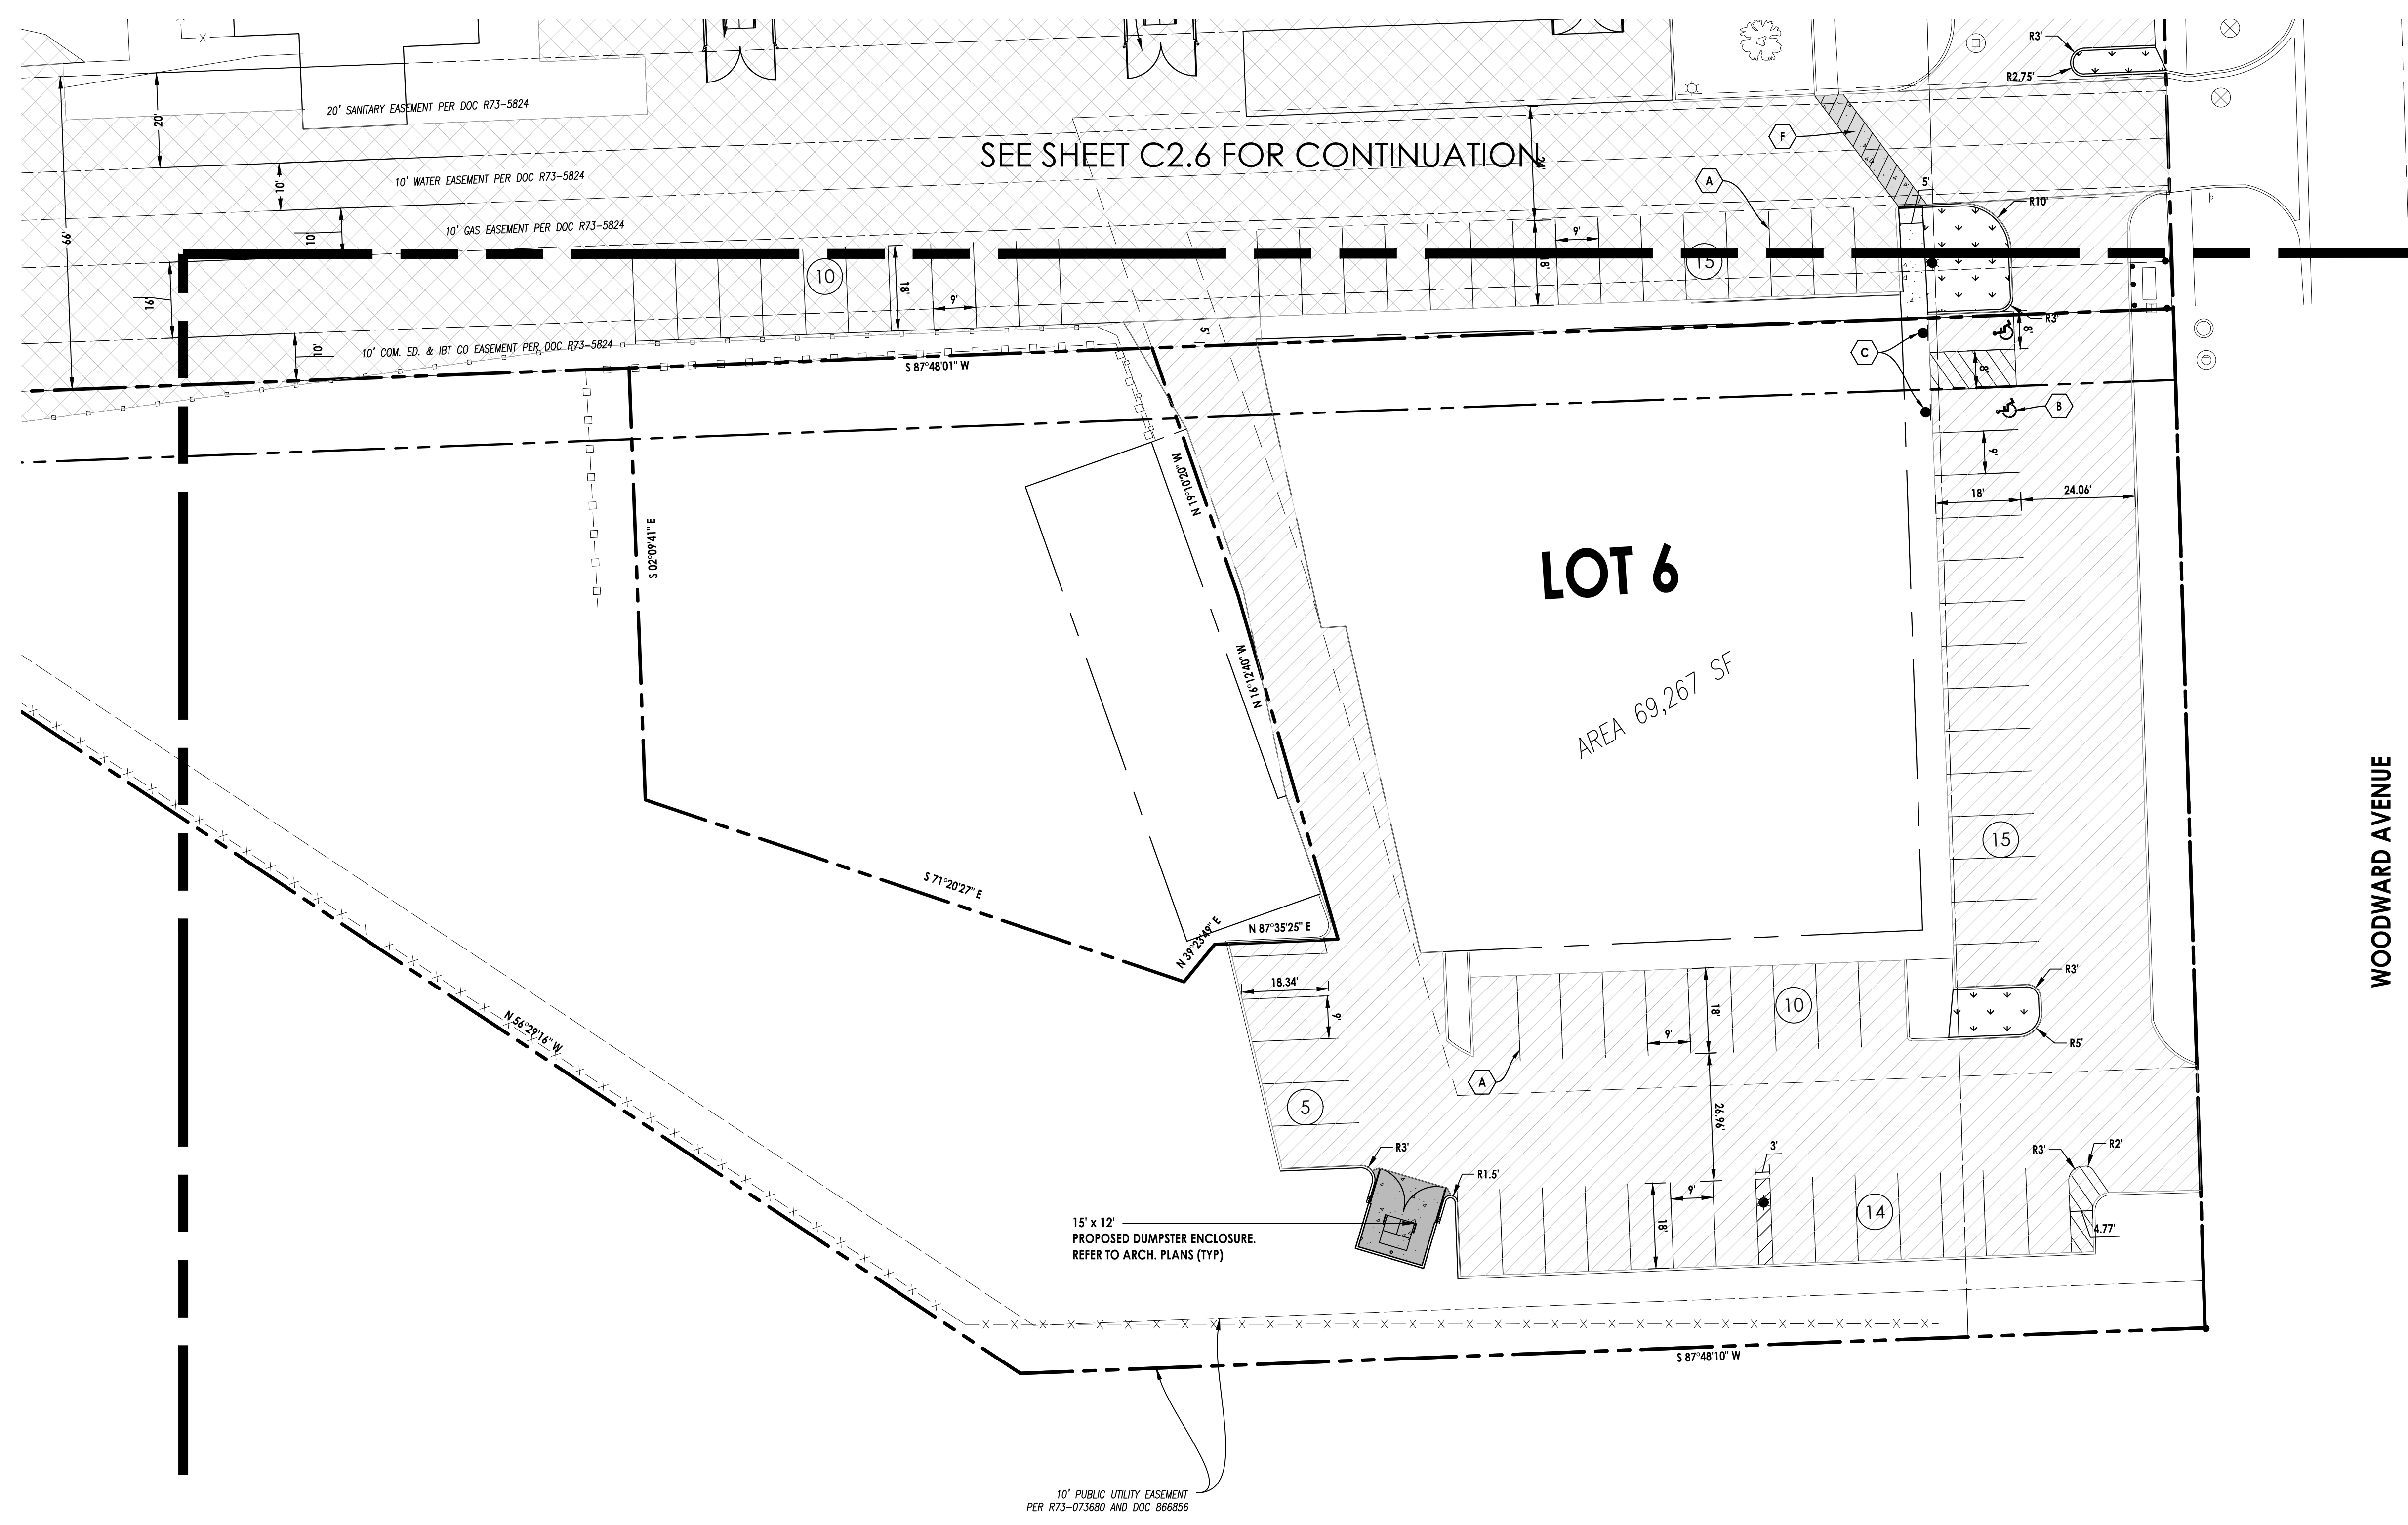 R3'
R2.75'
20'
20' SANITARY EASEMENT PER DOC R73-5824
F
SEE SHEET C2.6 FOR CONTINUATION
24'
10'
10' WATER EASEMENT PER DOC R73-5824
A
5'
R10'
66'
10'
10' GAS EASEMENT PER DOC R73-5824
9'
10
15
18'
18'
9'
16'
R3'
8'
5'
10'
10' COM. ED. & IBT CO EASEMENT PER DOC R73-5824
C
S 87°48'01" W
8'
B
9'
N 19°10'20" W
18'
24.06'
S 02°09'41" E
LOT 6
N 16°12'40" W
AREA 69,267 SF
15
WOODWARD AVENUE
S 71°20'27" E
N 39°23'49" E
N 87°35'25" E
18.34'
9'
R3'
10
18'
9'
R5'
N 56°29'16" W
A
5
26.96'
R3'
3'
R3'
R2'
R1.5'
9'
18'
14
4.77'
15' x 12'
PROPOSED DUMPSTER ENCLOSURE.
REFER TO ARCH. PLANS (TYP)
S 87°48'10" W
10' PUBLIC UTILITY EASEMENT
PER R73-073680 AND DOC 866856